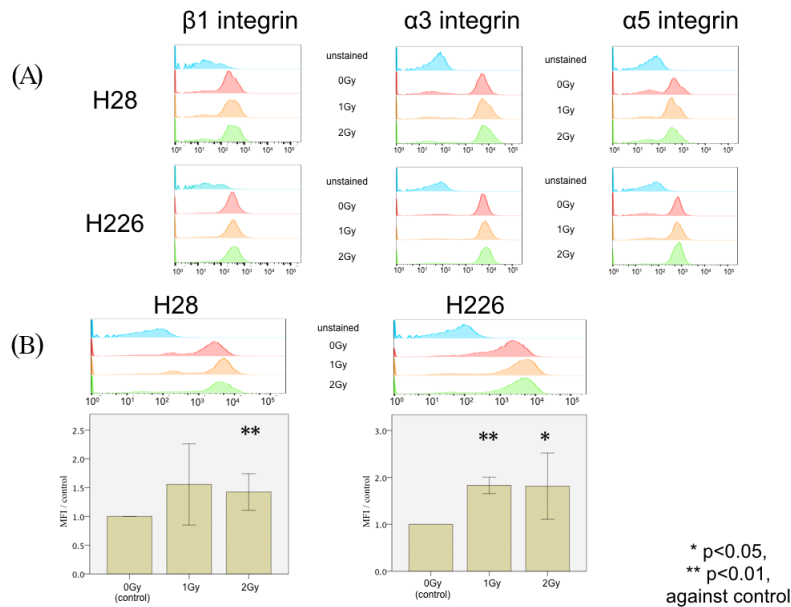 β1 integrin α3 integrin α5 integrin
(A)
H28
unstained
0Gy
1Gy
2Gy
unstained
0Gy
1Gy
2Gy
10⁰ 10¹ 10² 10³ 10⁴ 10⁵
10⁰ 10¹ 10² 10³ 10⁴ 10⁵
10⁰ 10¹ 10² 10³ 10⁴ 10⁵
H226
unstained
0Gy
1Gy
2Gy
unstained
0Gy
1Gy
2Gy
10⁰ 10¹ 10² 10³ 10⁴ 10⁵
10⁰ 10¹ 10² 10³ 10⁴ 10⁵
10⁰ 10¹ 10² 10³ 10⁴ 10⁵
(B)
H28 H226
unstained
0Gy
1Gy
2Gy
10⁰ 10¹ 10² 10³ 10⁴ 10⁵
10⁰ 10¹ 10² 10³ 10⁴ 10⁵
MFI / control
2.5
2.0
1.5
1.0
0.5
0.0
**
0Gy (control) 1Gy 2Gy
MFI / control
3.0
2.0
1.0
0.0
** *
0Gy (control) 1Gy 2Gy
* p<0.05,
** p<0.01,
against control